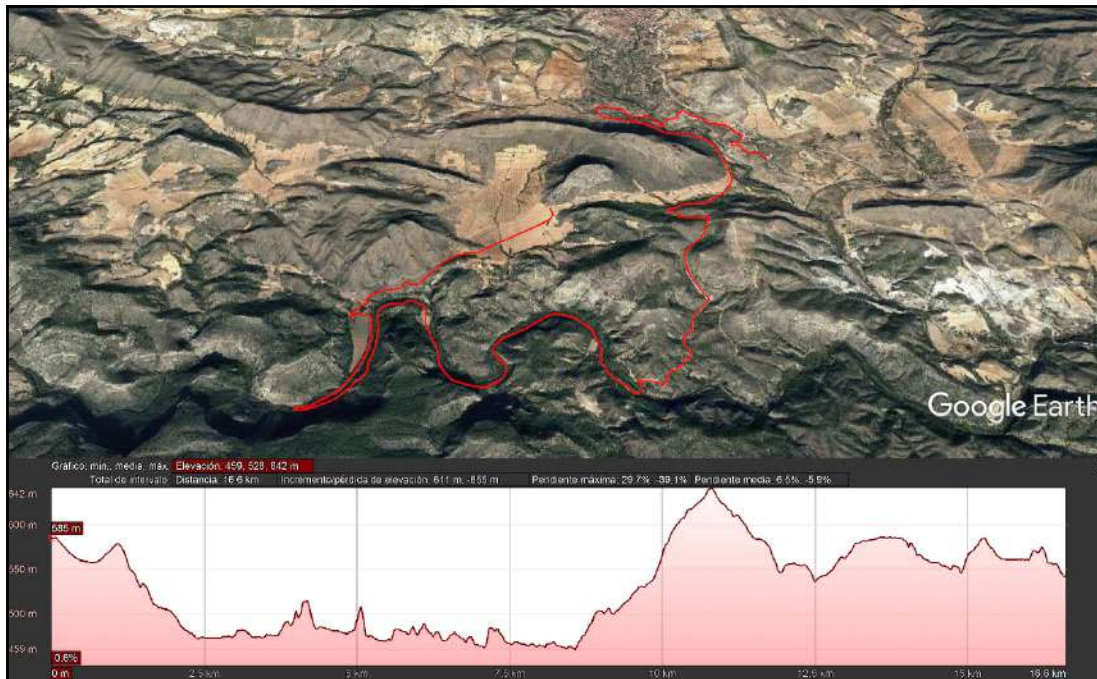 Google Earth
Gráfico: mín., media, máx. Elevación: 459, 528, 642 m
Total de intervalo: Distancia: 16.6 km Incremento/pérdida de elevación: 611 m, -655 m Pendiente máxima: 29.7%, -39.1% Pendiente media: 6.5%, -5.9%
642 m
585 m
600 m
550 m
500 m
459 m
0.6%
0 m 2.5 km 5 km 7.5 km 10 km 12.5 km 15 km 16.6 km